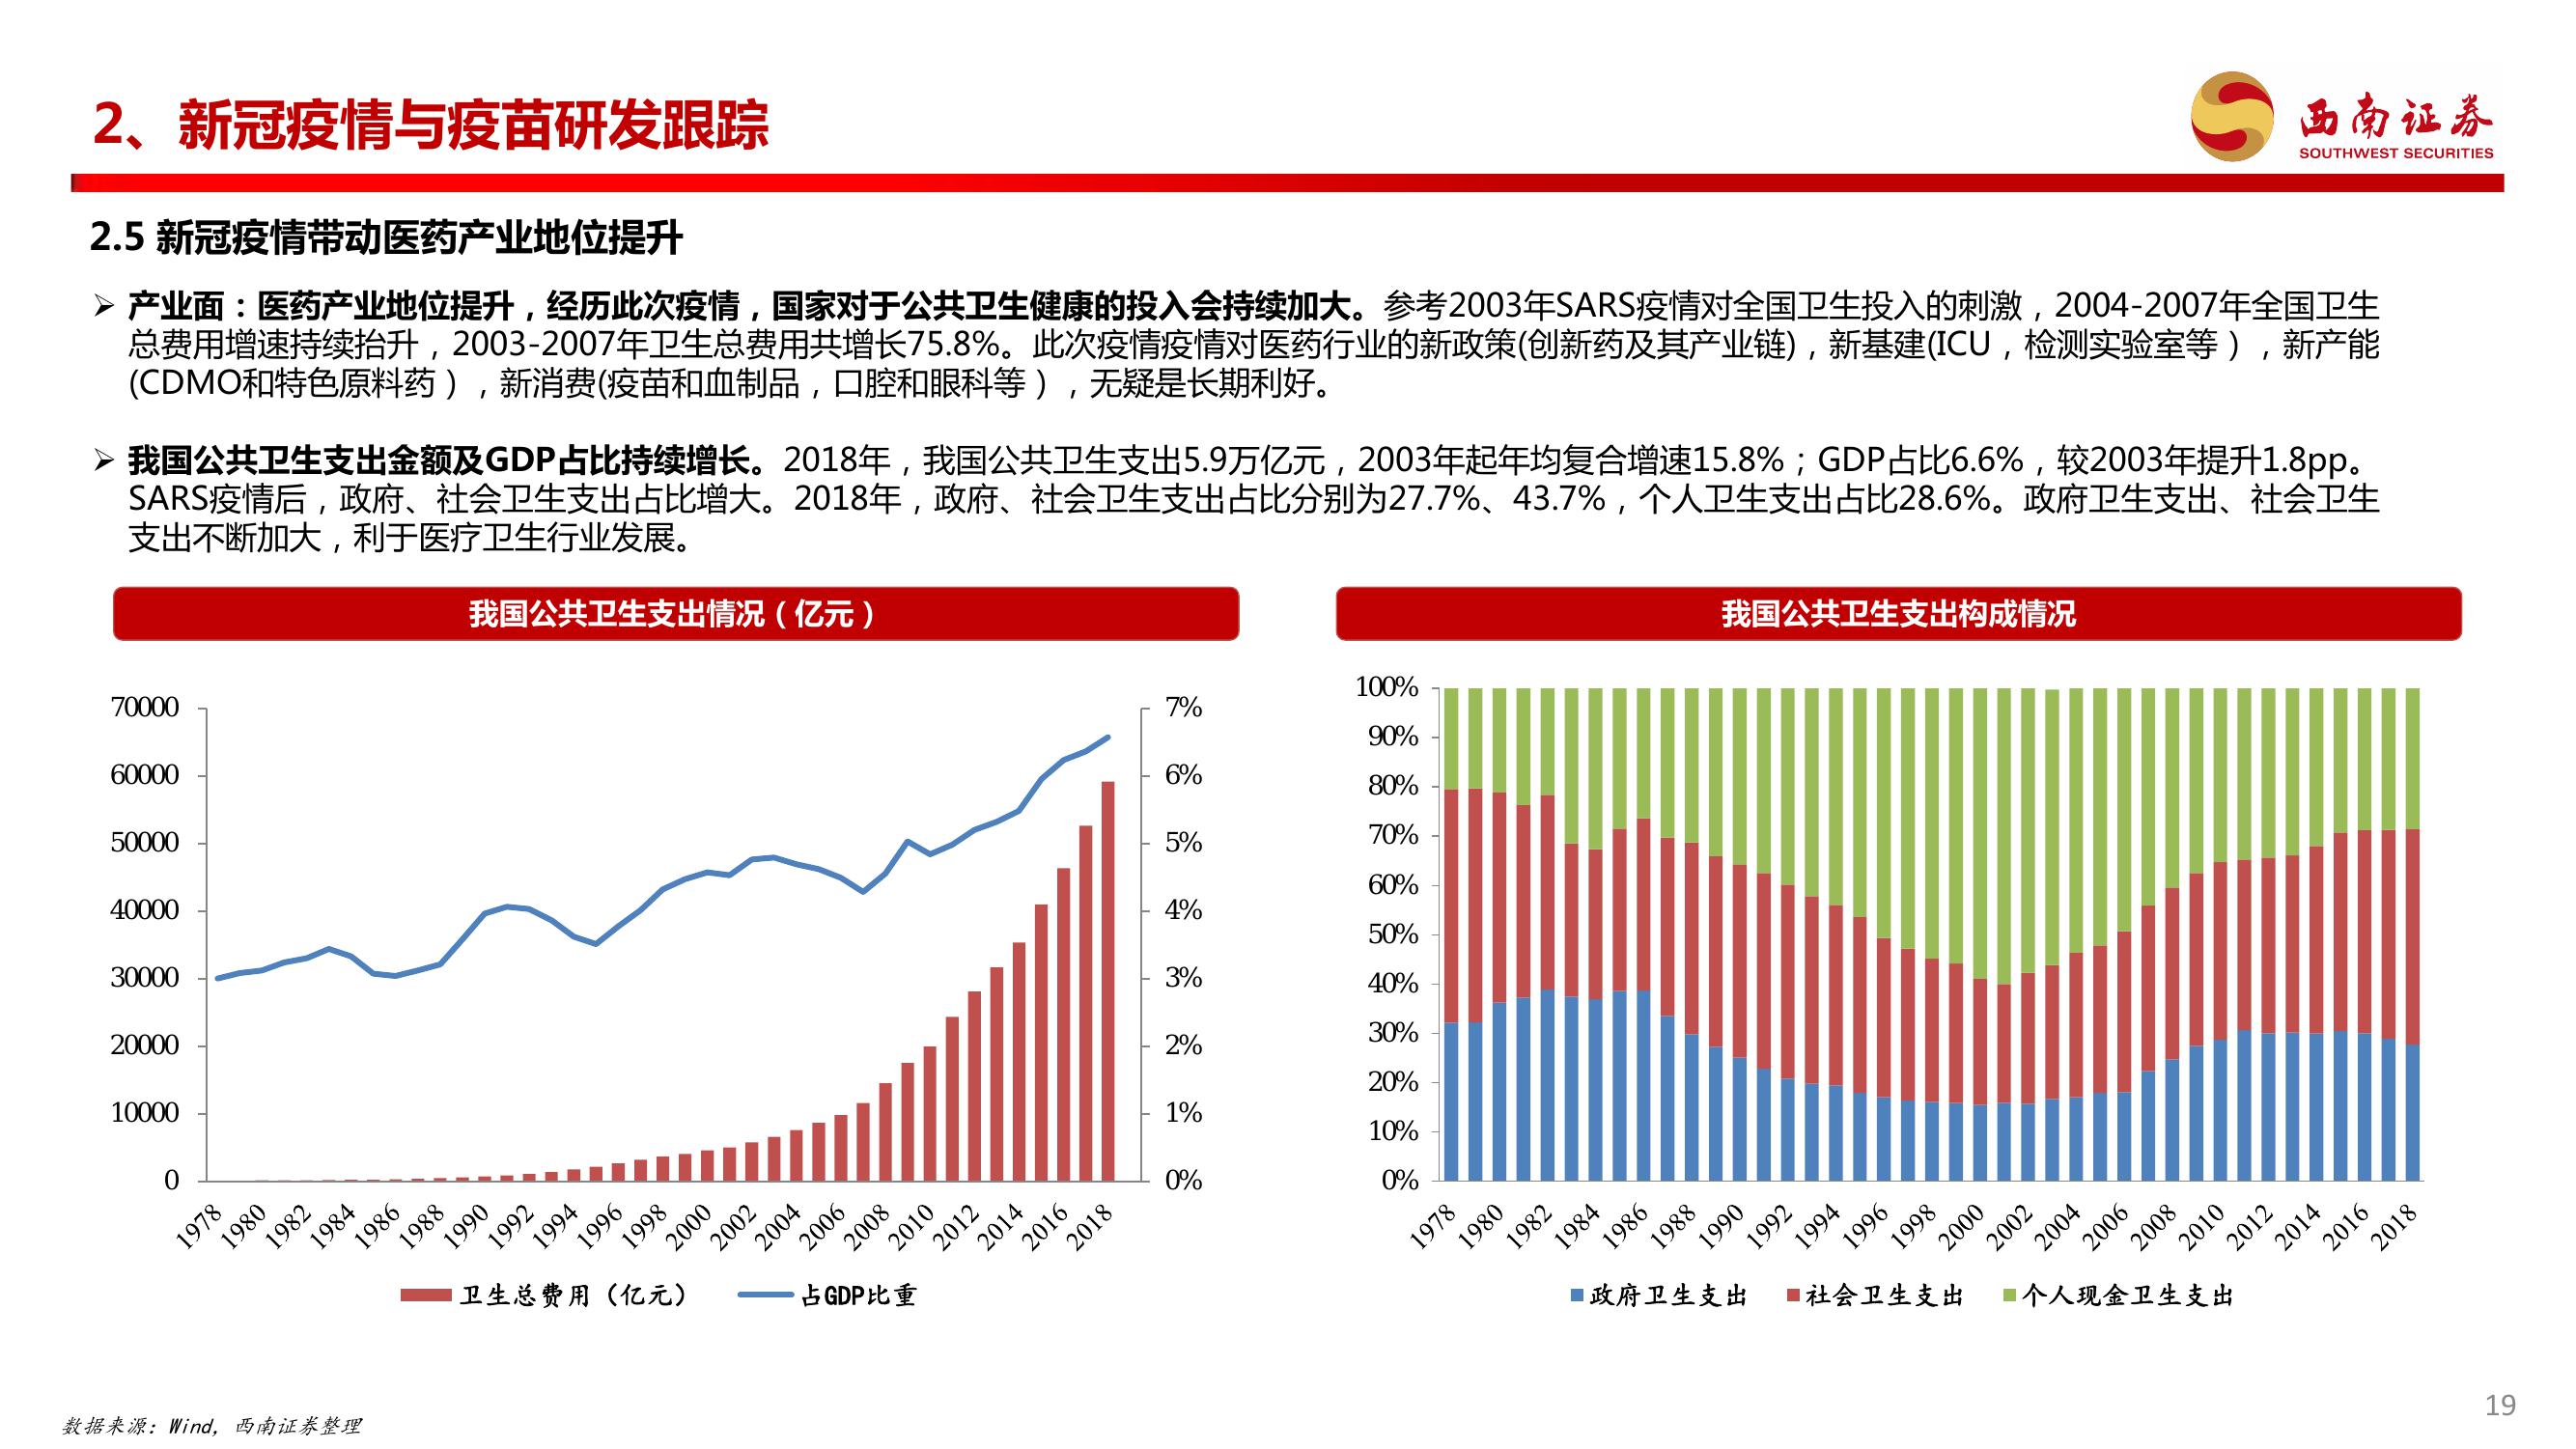 2、新冠疫情与疫苗研发跟踪
西南证券
SOUTHWEST SECURITIES
2.5 新冠疫情带动医药产业地位提升
➢ 产业面：医药产业地位提升，经历此次疫情，国家对于公共卫生健康的投入会持续加大。参考2003年SARS疫情对全国卫生投入的刺激，2004-2007年全国卫生
总费用增速持续抬升，2003-2007年卫生总费用共增长75.8%。此次疫情疫情对医药行业的新政策(创新药及其产业链)，新基建(ICU，检测实验室等），新产能
(CDMO和特色原料药），新消费(疫苗和血制品，口腔和眼科等），无疑是长期利好。
➢ 我国公共卫生支出金额及GDP占比持续增长。2018年，我国公共卫生支出5.9万亿元，2003年起年均复合增速15.8%；GDP占比6.6%，较2003年提升1.8pp。
SARS疫情后，政府、社会卫生支出占比增大。2018年，政府、社会卫生支出占比分别为27.7%、43.7%，个人卫生支出占比28.6%。政府卫生支出、社会卫生
支出不断加大，利于医疗卫生行业发展。
我国公共卫生支出情况（亿元）
70000
60000
50000
40000
30000
20000
10000
0
7%
6%
5%
4%
3%
2%
1%
0%
1978 1980 1982 1984 1986 1988 1990 1992 1994 1996 1998 2000 2002 2004 2006 2008 2010 2012 2014 2016 2018
卫生总费用（亿元） 占GDP比重
我国公共卫生支出构成情况
100%
90%
80%
70%
60%
50%
40%
30%
20%
10%
0%
1978 1980 1982 1984 1986 1988 1990 1992 1994 1996 1998 2000 2002 2004 2006 2008 2010 2012 2014 2016 2018
政府卫生支出 社会卫生支出 个人现金卫生支出
数据来源：Wind，西南证券整理
19